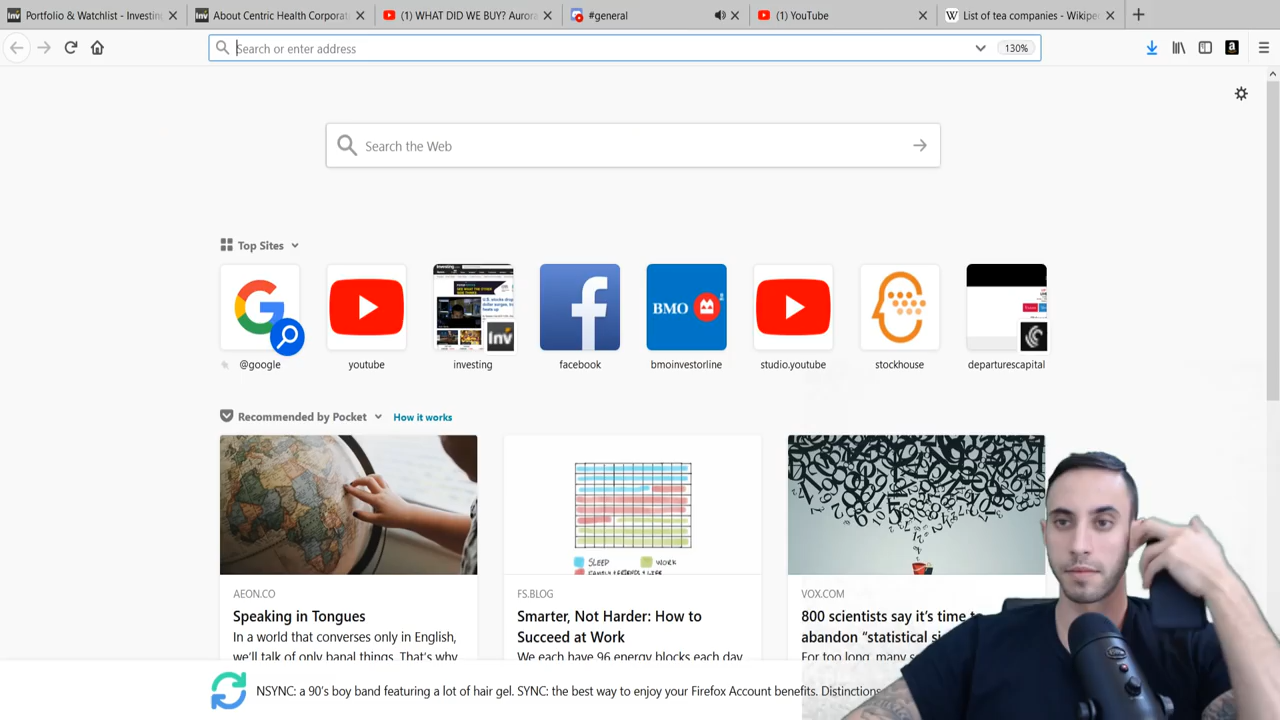 Portfolio & Watchlist - Investin
About Centric Health Corporat
(1) WHAT DID WE BUY? Aurora
#general
(1) YouTube
List of tea companies - Wikipe
Search or enter address
130%
Search the Web
Top Sites
BMO
Inv
@google
youtube
investing
facebook
bmoinvestorline
studio.youtube
stockhouse
departurescapital
Recommended by Pocket
How it works
SLEEP
WORK
AEON.CO
FS.BLOG
VOX.COM
Speaking in Tongues
Smarter, Not Harder: How to
Succeed at Work
800 scientists say it's time
abandon "statistical si
In a world that converses only in English,
we'll talk of only banal things. That's why
We each have 96 energy blocks each day
For too long, many s
NSYNC: a 90's boy band featuring a lot of hair gel. SYNC: the best way to enjoy your Firefox Account benefits. Distinctions